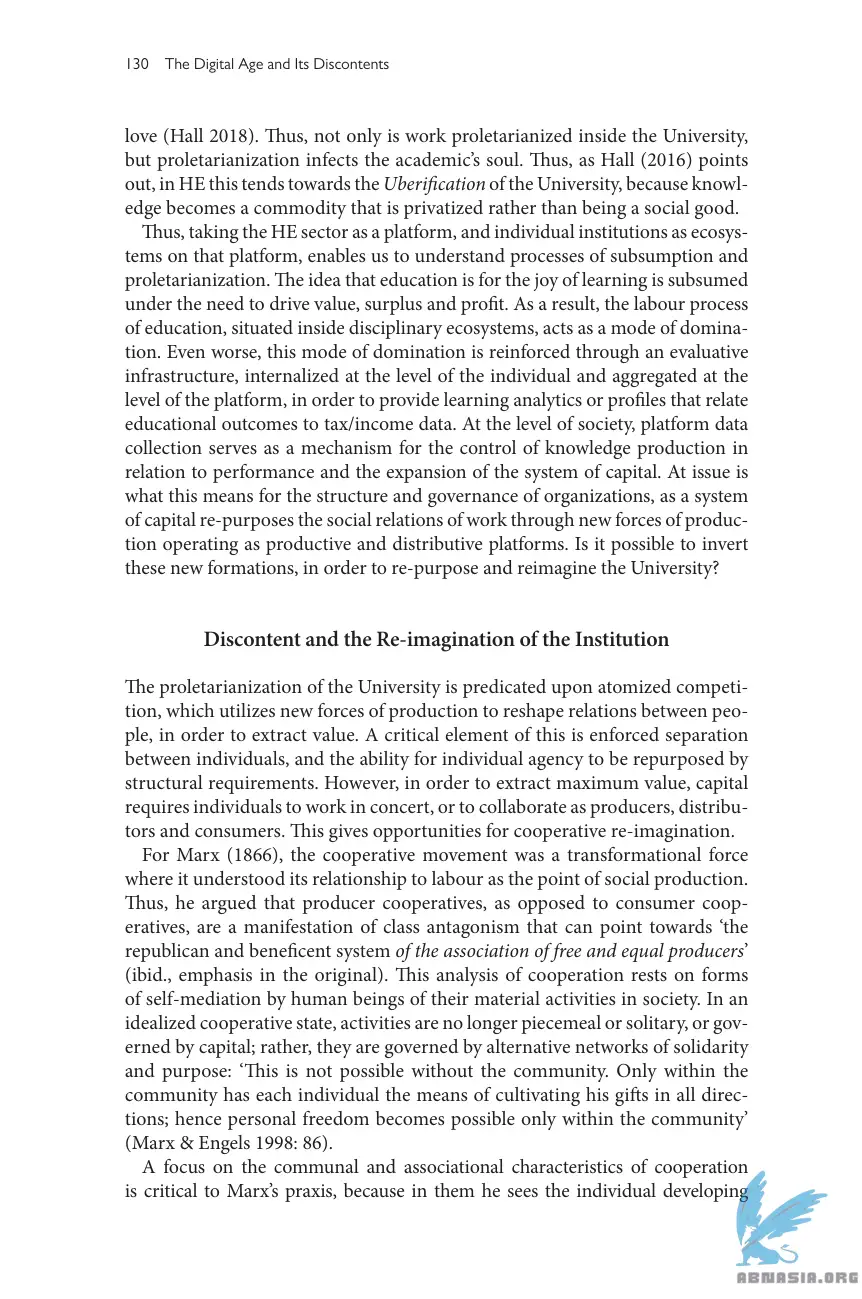 130 The Digital Age and Its Discontents
love (Hall 2018). Thus, not only is work proletarianized inside the University,
but proletarianization infects the academic’s soul. Thus, as Hall (2016) points
out, in HE this tends towards the Uberification of the University, because knowl-
edge becomes a commodity that is privatized rather than being a social good.
Thus, taking the HE sector as a platform, and individual institutions as ecosys-
tems on that platform, enables us to understand processes of subsumption and
proletarianization. The idea that education is for the joy of learning is subsumed
under the need to drive value, surplus and profit. As a result, the labour process
of education, situated inside disciplinary ecosystems, acts as a mode of domina-
tion. Even worse, this mode of domination is reinforced through an evaluative
infrastructure, internalized at the level of the individual and aggregated at the
level of the platform, in order to provide learning analytics or profiles that relate
educational outcomes to tax/income data. At the level of society, platform data
collection serves as a mechanism for the control of knowledge production in
relation to performance and the expansion of the system of capital. At issue is
what this means for the structure and governance of organizations, as a system
of capital re-purposes the social relations of work through new forces of produc-
tion operating as productive and distributive platforms. Is it possible to invert
these new formations, in order to re-purpose and reimagine the University?
Discontent and the Re-imagination of the Institution
The proletarianization of the University is predicated upon atomized competi-
tion, which utilizes new forces of production to reshape relations between peo-
ple, in order to extract value. A critical element of this is enforced separation
between individuals, and the ability for individual agency to be repurposed by
structural requirements. However, in order to extract maximum value, capital
requires individuals to work in concert, or to collaborate as producers, distribu-
tors and consumers. This gives opportunities for cooperative re-imagination.
For Marx (1866), the cooperative movement was a transformational force
where it understood its relationship to labour as the point of social production.
Thus, he argued that producer cooperatives, as opposed to consumer coop-
eratives, are a manifestation of class antagonism that can point towards ‘the
republican and beneficent system of the association of free and equal producers’
(ibid., emphasis in the original). This analysis of cooperation rests on forms
of self-mediation by human beings of their material activities in society. In an
idealized cooperative state, activities are no longer piecemeal or solitary, or gov-
erned by capital; rather, they are governed by alternative networks of solidarity
and purpose: ‘This is not possible without the community. Only within the
community has each individual the means of cultivating his gifts in all direc-
tions; hence personal freedom becomes possible only within the community’
(Marx & Engels 1998: 86).
A focus on the communal and associational characteristics of cooperation
is critical to Marx’s praxis, because in them he sees the individual developing
ABNASIA.ORG